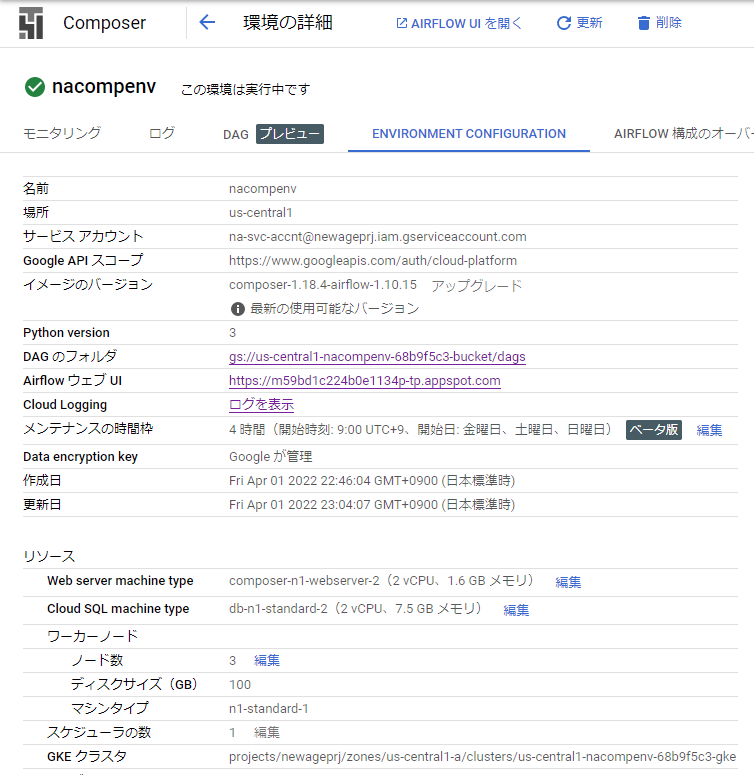 Composer 環境の詳細 AIRFLOW UI を開く 更新 削除
nacompenv この環境は実行中です
モニタリング ログ DAG プレビュー ENVIRONMENT CONFIGURATION AIRFLOW 構成のオーバー
名前 nacompenv
場所 us-central1
サービス アカウント na-svc-accnt@newageprj.iam.gserviceaccount.com
Google API スコープ https://www.googleapis.com/auth/cloud-platform
イメージのバージョン composer-1.18.4-airflow-1.10.15 アップグレード
最新の使用可能なバージョン
Python version 3
DAG のフォルダ gs://us-central1-nacompenv-68b9f5c3-bucket/dags
Airflow ウェブ UI https://m59bd1c224b0e1134p-tp.appspot.com
Cloud Logging ログを表示
メンテナンスの時間枠 4 時間（開始時刻: 9:00 UTC+9、開始日: 金曜日、土曜日、日曜日） ベータ版 編集
Data encryption key Google が管理
作成日 Fri Apr 01 2022 22:46:04 GMT+0900 (日本標準時)
更新日 Fri Apr 01 2022 23:04:07 GMT+0900 (日本標準時)
リソース
Web server machine type composer-n1-webserver-2（2 vCPU、1.6 GB メモリ） 編集
Cloud SQL machine type db-n1-standard-2（2 vCPU、7.5 GB メモリ） 編集
ワーカーノード
ノード数 3 編集
ディスクサイズ（GB） 100
マシンタイプ n1-standard-1
スケジューラの数 1 編集
GKE クラスタ projects/newageprj/zones/us-central1-a/clusters/us-central1-nacompenv-68b9f5c3-gke